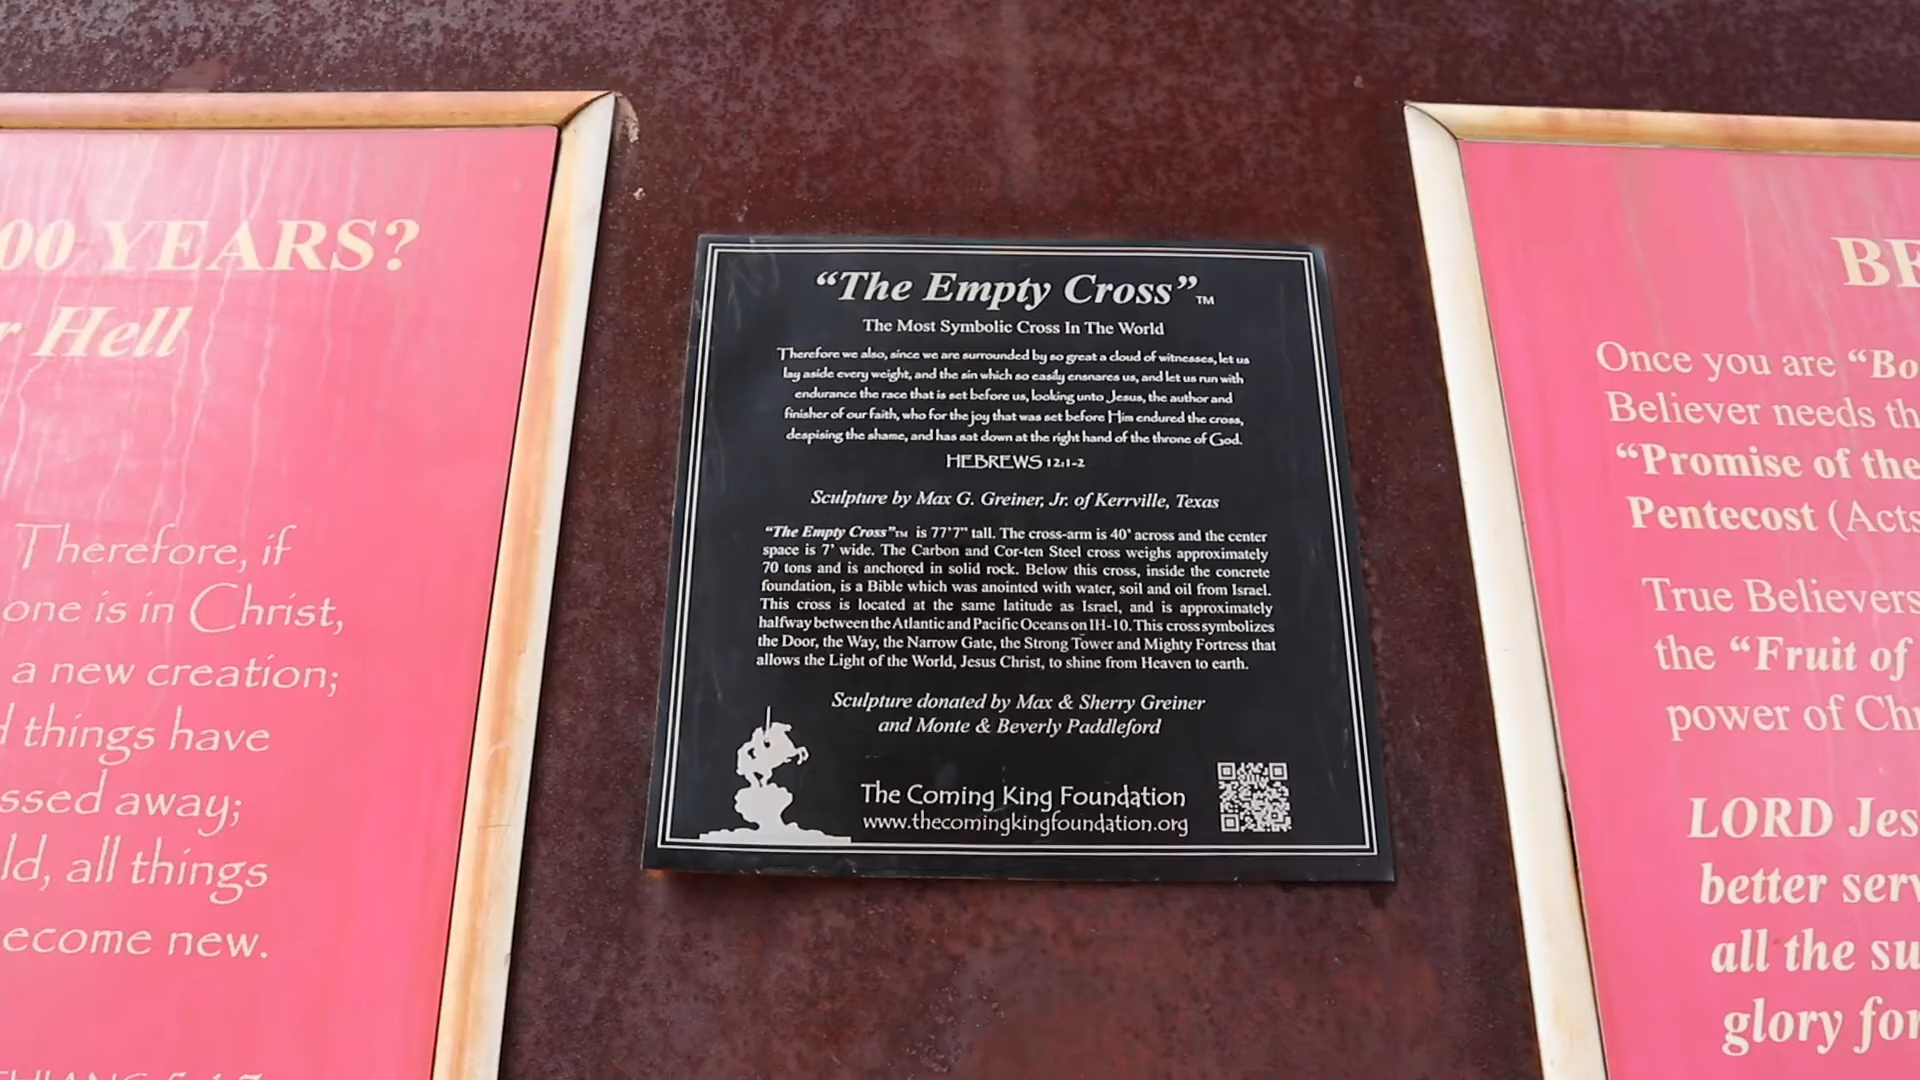 00 YEARS?
r Hell
Therefore, if
one is in Christ,
a new creation;
things have
ssed away;
ld, all things
ecome new.
“The Empty Cross”™
The Most Symbolic Cross In The World
Therefore we also, since we are surrounded by so great a cloud of witnesses, let us
lay aside every weight, and the sin which so easily ensnares us, and let us run with
endurance the race that is set before us, looking unto Jesus, the author and
finisher of our faith, who for the joy that was set before Him endured the cross,
despising the shame, and has sat down at the right hand of the throne of God.
HEBREWS 12:1-2
Sculpture by Max G. Greiner, Jr. of Kerrville, Texas
“The Empty Cross”™ is 77’7” tall. The cross-arm is 40’ across and the center
space is 7’ wide. The Carbon and Cor-ten Steel cross weighs approximately
70 tons and is anchored in solid rock. Below this cross, inside the concrete
foundation, is a Bible which was anointed with water, soil and oil from Israel.
This cross is located at the same latitude as Israel, and is approximately
halfway between the Atlantic and Pacific Oceans on IH-10. This cross symbolizes
the Door, the Way, the Narrow Gate, the Strong Tower and Mighty Fortress that
allows the Light of the World, Jesus Christ, to shine from Heaven to earth.
Sculpture donated by Max & Sherry Greiner
and Monte & Beverly Paddleford
The Coming King Foundation
www.thecomingkingfoundation.org
BE
Once you are “Bo
Believer needs th
“Promise of the
Pentecost (Acts
True Believers
the “Fruit of
power of Chr
LORD Jes
better serv
all the su
glory for